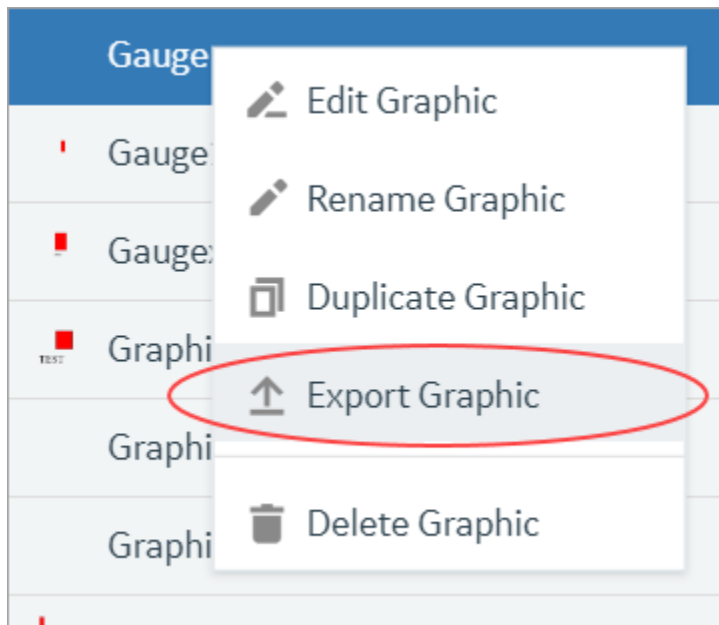 Gauge
Edit Graphic
Gauge
Rename Graphic
Gauge
Duplicate Graphic
TEST
Graphi
Export Graphic
Graphi
Delete Graphic
Graphi